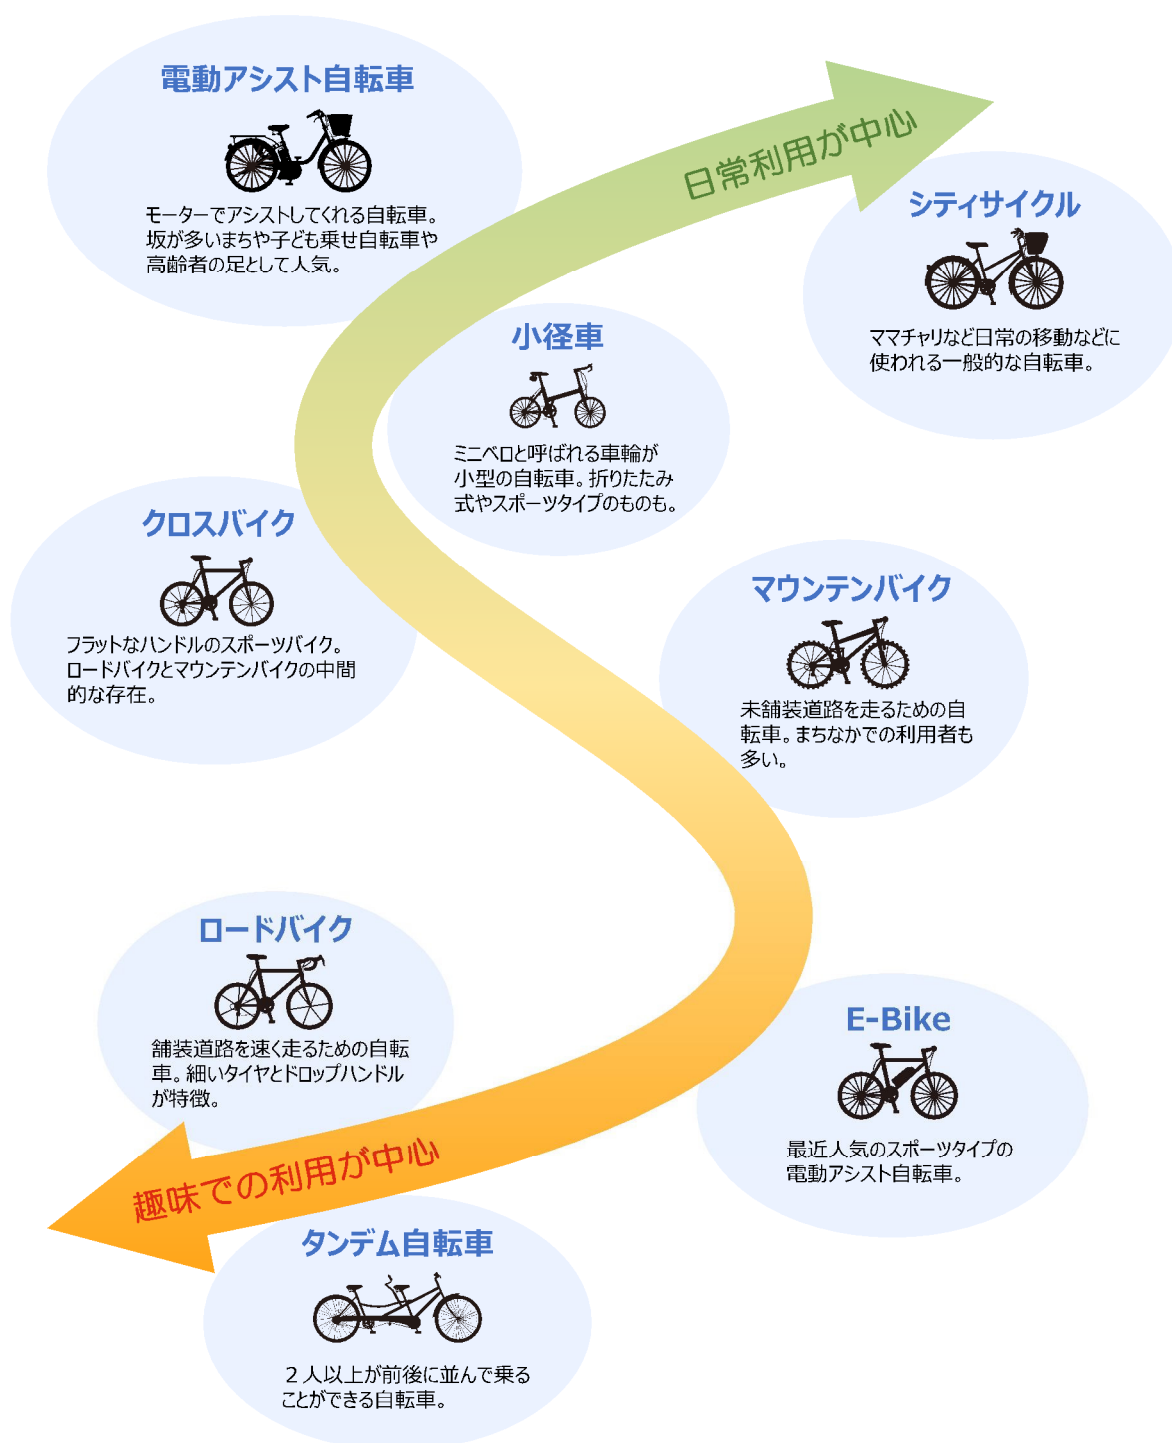 電動アシスト自転車
モーターでアシストしてくれる自転車。
坂が多いまちや子ども乗せ自転車や
高齢者の足として人気。
日常利用が中心
シティサイクル
ママチャリなど日常の移動などに
使われる一般的な自転車。
小径車
ミニベロと呼ばれる車輪が
小型の自転車。折りたたみ
式やスポーツタイプのものも。
クロスバイク
フラットなハンドルのスポーツバイク。
ロードバイクとマウンテンバイクの中間
的な存在。
マウンテンバイク
未舗装道路を走るための自
転車。まちなかでの利用者も
多い。
ロードバイク
舗装道路を速く走るための自転
車。細いタイヤとドロップハンドル
が特徴。
E-Bike
最近人気のスポーツタイプの
電動アシスト自転車。
趣味での利用が中心
タンデム自転車
２人以上が前後に並んで乗る
ことができる自転車。